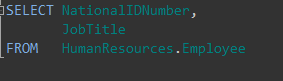 SELECT NationalIDNumber,
JobTitle
FROM HumanResources.Employee